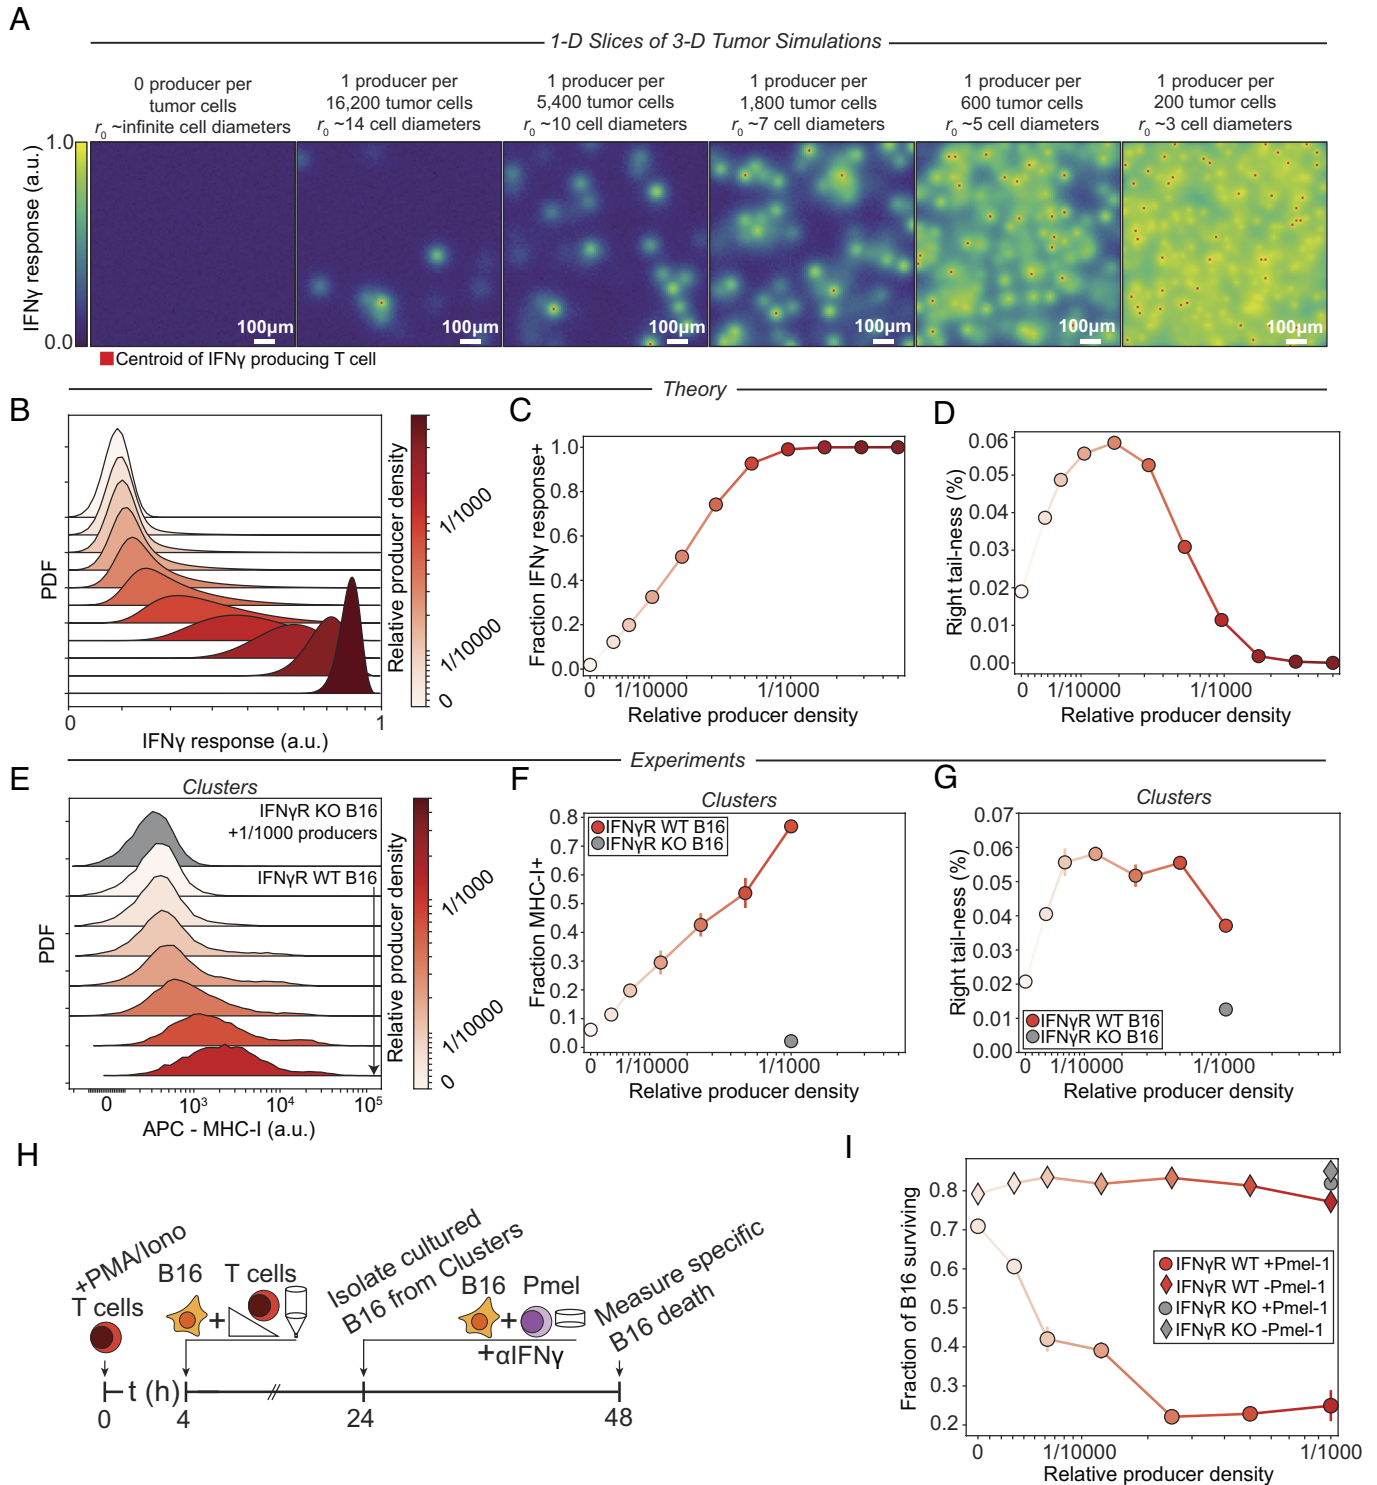 A
1-D Slices of 3-D Tumor Simulations
0 producer per
tumor cells
r0 ~infinite cell diameters
1 producer per
16,200 tumor cells
r0 ~14 cell diameters
1 producer per
5,400 tumor cells
r0 ~10 cell diameters
1 producer per
1,800 tumor cells
r0 ~7 cell diameters
1 producer per
600 tumor cells
r0 ~5 cell diameters
1 producer per
200 tumor cells
r0 ~3 cell diameters
IFNγ response (a.u.)
1.0
0.0
100μm
100μm
100μm
100μm
100μm
100μm
Centroid of IFNγ producing T cell
Theory
B
PDF
0
1
IFNγ response (a.u.)
Relative producer density
1/1000
1/10000
0
C
Fraction IFNγ response+
1.0
0.8
0.6
0.4
0.2
0.0
0
1/10000
1/1000
Relative producer density
D
Right tail-ness (%)
0.06
0.05
0.04
0.03
0.02
0.01
0.00
0
1/10000
1/1000
Relative producer density
Experiments
E
Clusters
IFNγR KO B16
+1/1000 producers
IFNγR WT B16
PDF
0
10³
10⁴
10⁵
APC - MHC-I (a.u.)
Relative producer density
1/1000
1/10000
0
F
Clusters
Fraction MHC-I+
0.8
0.7
0.6
0.5
0.4
0.3
0.2
0.1
0.0
IFNγR WT B16
IFNγR KO B16
0
1/10000
1/1000
Relative producer density
G
Clusters
Right tail-ness (%)
0.07
0.06
0.05
0.04
0.03
0.02
0.01
0.00
IFNγR WT B16
IFNγR KO B16
0
1/10000
1/1000
Relative producer density
H
+PMA/Iono
T cells
B16
T cells
+
Isolate cultured
B16 from Clusters
B16
Pmel
+
+αIFNγ
Measure specific
B16 death
t (h)
0
4
24
48
I
Fraction of B16 surviving
0.8
0.7
0.6
0.5
0.4
0.3
0.2
IFNγR WT +Pmel-1
IFNγR WT -Pmel-1
IFNγR KO +Pmel-1
IFNγR KO -Pmel-1
0
1/10000
1/1000
Relative producer density